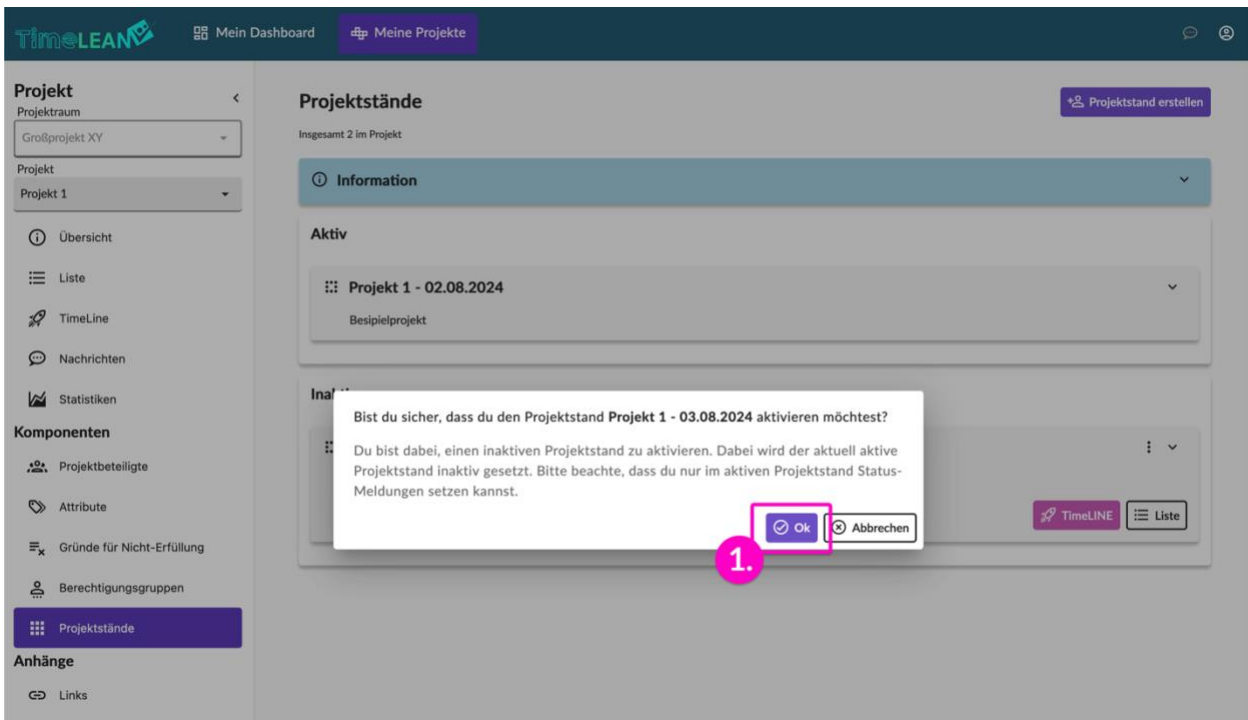 TimeLEAN
Mein Dashboard
Meine Projekte
Projekt
Projektraum
Großprojekt XY
Projekt
Projekt 1
Übersicht
Liste
TimeLine
Nachrichten
Statistiken
Komponenten
Projektbeteiligte
Attribute
Gründe für Nicht-Erfüllung
Berechtigungsgruppen
Projektstände
Anhänge
Links
Projektstände
Projektstand erstellen
Insgesamt 2 im Projekt
Information
Aktiv
Projekt 1 - 02.08.2024
Besipielprojekt
Bist du sicher, dass du den Projektstand Projekt 1 - 03.08.2024 aktivieren möchtest?
Du bist dabei, einen inaktiven Projektstand zu aktivieren. Dabei wird der aktuell aktive
Projektstand inaktiv gesetzt. Bitte beachte, dass du nur im aktiven Projektstand Status-
Meldungen setzen kannst.
Ok
Abbrechen
1.
TimeLINE
Liste